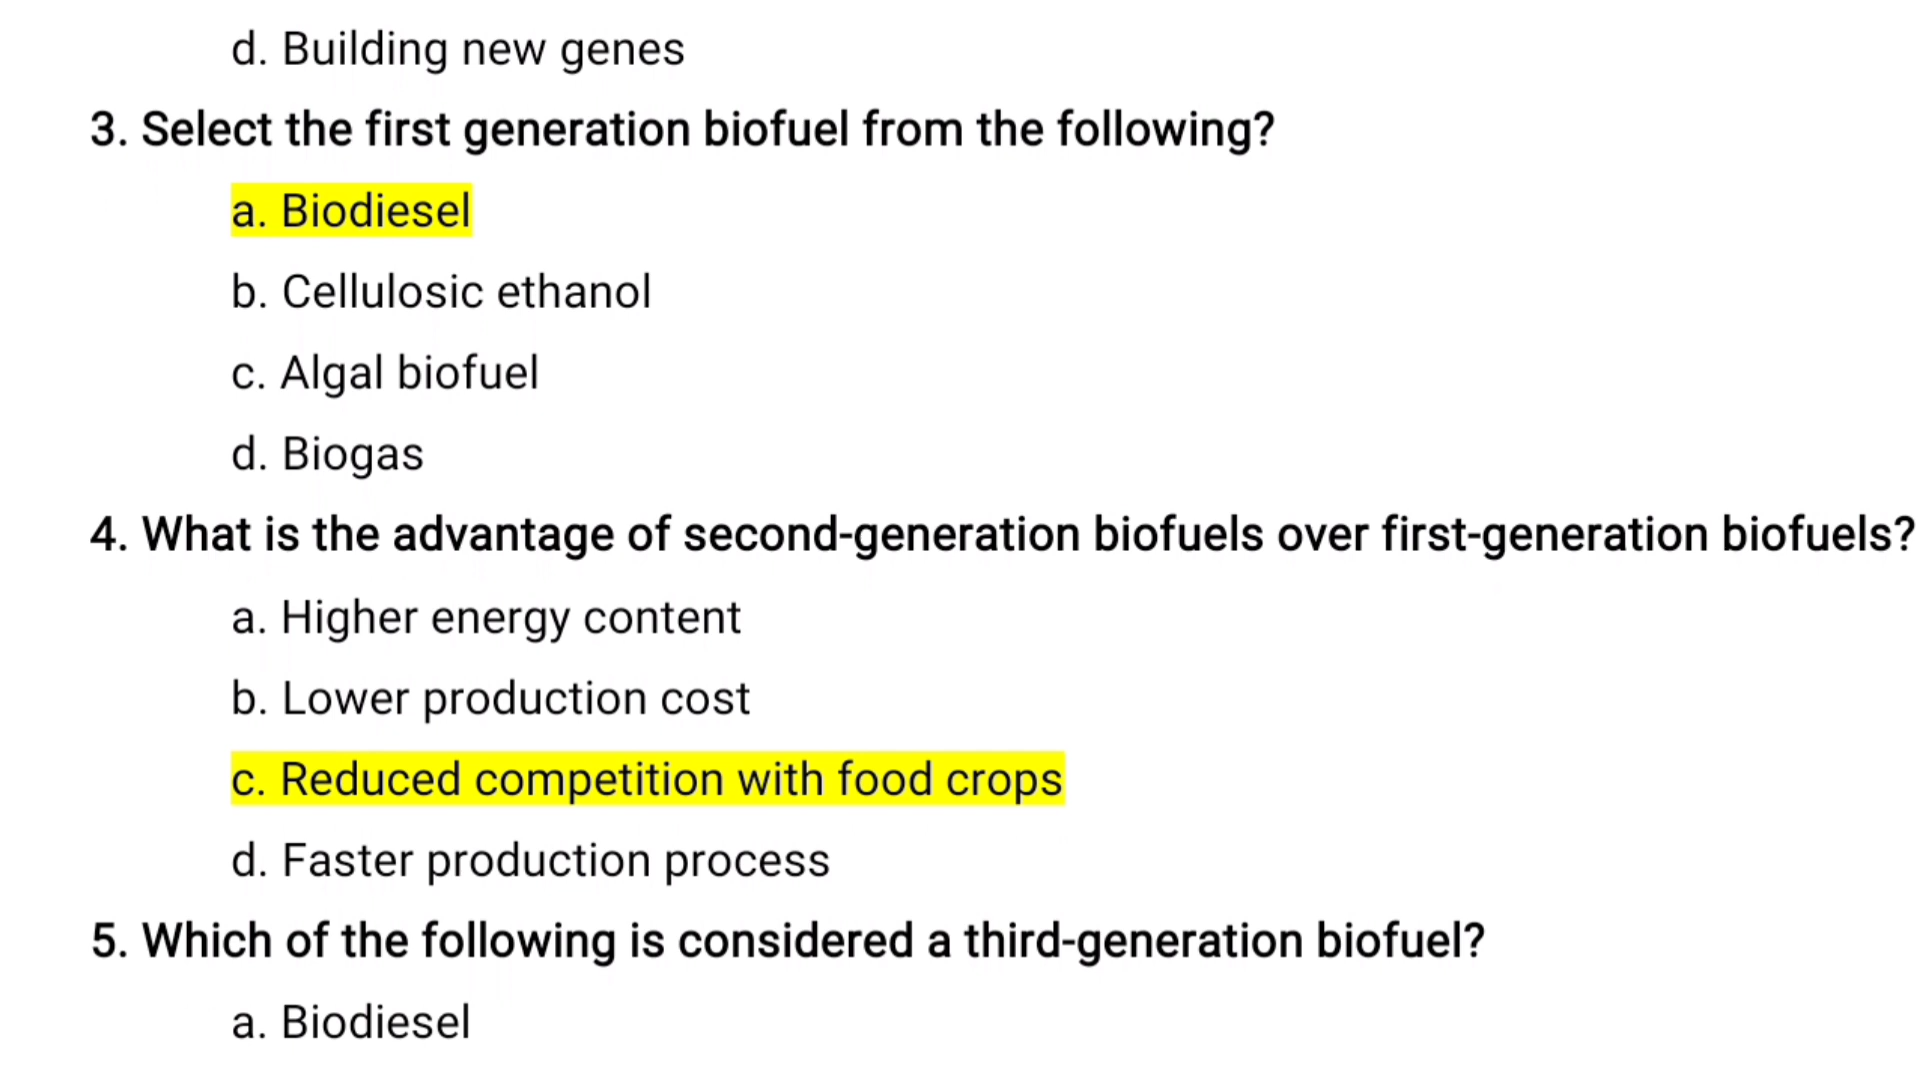 d. Building new genes
3. Select the first generation biofuel from the following?
a. Biodiesel
b. Cellulosic ethanol
c. Algal biofuel
d. Biogas
4. What is the advantage of second-generation biofuels over first-generation biofuels?
a. Higher energy content
b. Lower production cost
c. Reduced competition with food crops
d. Faster production process
5. Which of the following is considered a third-generation biofuel?
a. Biodiesel